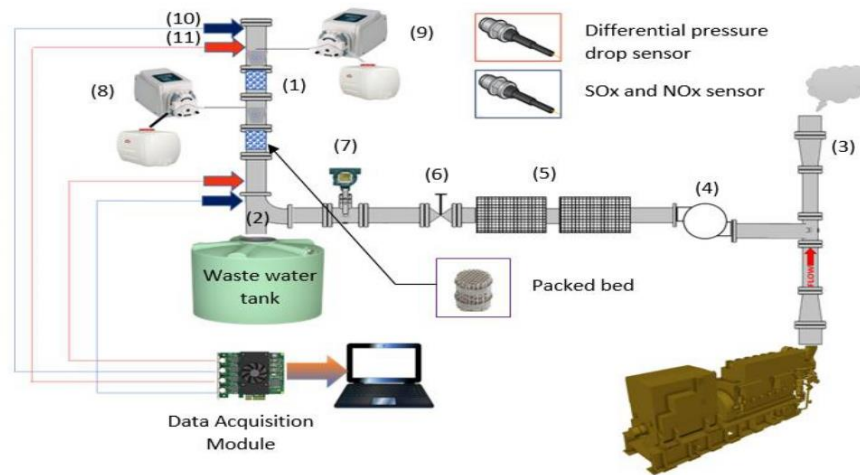 (10)
(11)
(9)
Differential pressure
drop sensor
(8)
(1)
SOx and NOx sensor
(7)
(3)
(6)
(5)
(4)
(2)
FLOW
Waste water
tank
Packed bed
Data Acquisition
Module